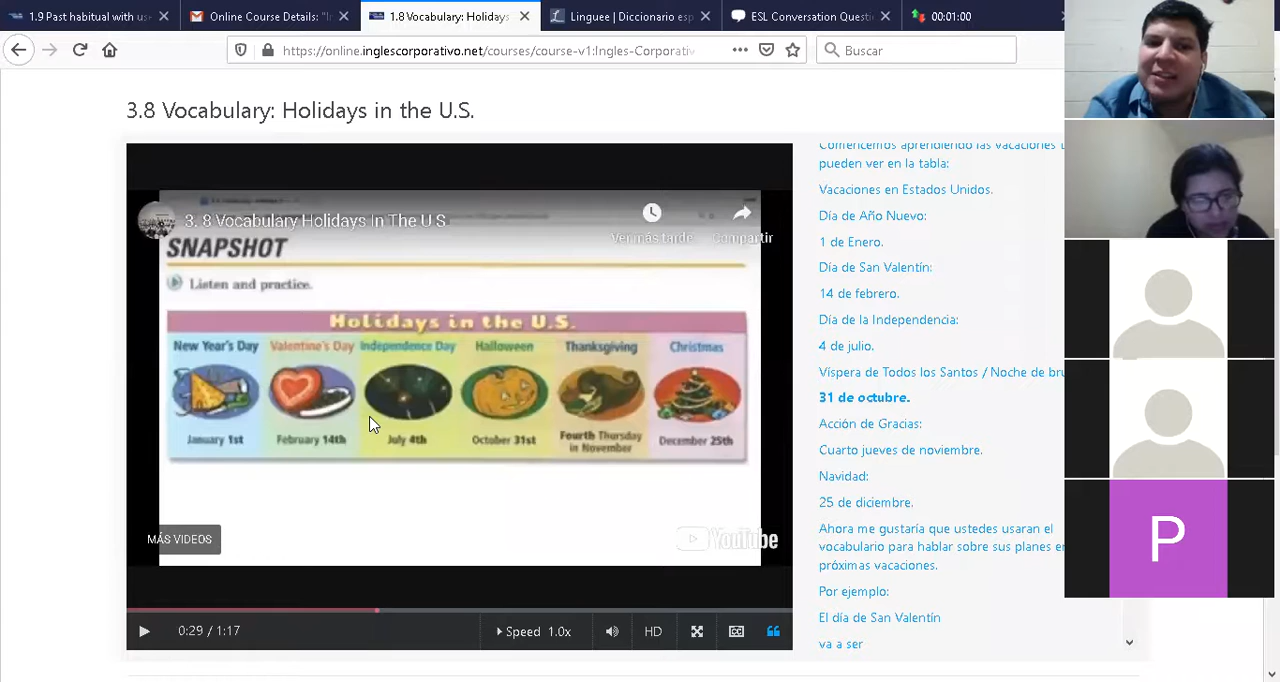 1.9 Past habitual with us
Online Course Details: "I
1.8 Vocabulary: Holidays
Linguee | Diccionario esp
ESL Conversation Questi
00:01:00
https://online.inglescorporativo.net/courses/course-v1:Ingles-Corporativ
Buscar
3.8 Vocabulary: Holidays in the U.S.
3. 8 Vocabulary Holidays In The U S.
Ver más tarde
Compartir
SNAPSHOT
Listen and practice.
Holidays in the U.S.
New Year's Day
January 1st
Valentine's Day
February 14th
Independence Day
July 4th
Halloween
October 31st
Thanksgiving
Fourth Thursday
in November
Christmas
December 25th
MÁS VIDEOS
YouTube
0:29 / 1:17
Speed 1.0x
HD
Comencemos aprendiendo las vacaciones
pueden ver en la tabla:
Vacaciones en Estados Unidos.
Día de Año Nuevo:
1 de Enero.
Día de San Valentín:
14 de febrero.
Día de la Independencia:
4 de julio.
Víspera de Todos los Santos / Noche de bru
31 de octubre.
Acción de Gracias:
Cuarto jueves de noviembre.
Navidad:
25 de diciembre.
Ahora me gustaría que ustedes usaran el
vocabulario para hablar sobre sus planes en
próximas vacaciones.
Por ejemplo:
El día de San Valentín
va a ser
P